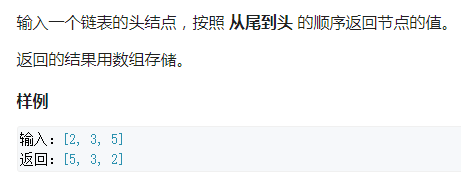 输入一个链表的头结点，按照 从尾到头 的顺序返回节点的值。
返回的结果用数组存储。
样例
输入：[2, 3, 5]
返回：[5, 3, 2]